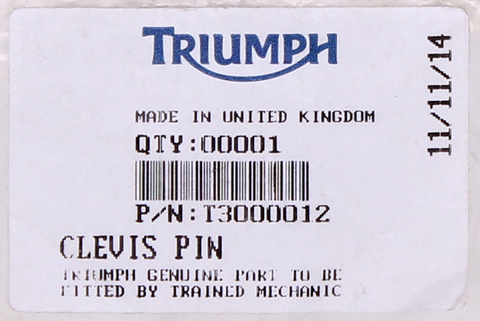 TRIUMPH
11/11/14
MADE IN UNITED KINGDOM
QTY:00001
P/N:T3000012
CLEVIS PIN
TRIUMPH GENUINE PART TO BE
FITTED BY TRAINED MECHANIC